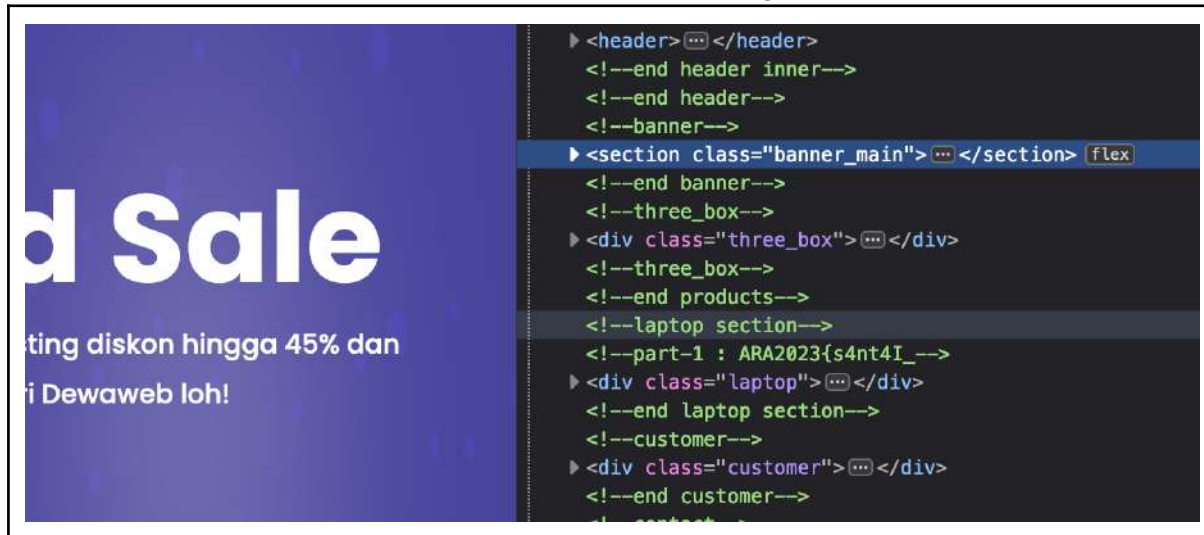 d Sale
ting diskon hingga 45% dan
i Dewaweb loh!
<header>⋯</header>
<!--end header inner-->
<!--end header-->
<!--banner-->
<section class="banner_main">⋯</section> flex
<!--end banner-->
<!--three_box-->
<div class="three_box">⋯</div>
<!--three_box-->
<!--end products-->
<!--laptop section-->
<!--part-1 : ARA2023{s4nt4I_-->
<div class="laptop">⋯</div>
<!--end laptop section-->
<!--customer-->
<div class="customer">⋯</div>
<!--end customer-->